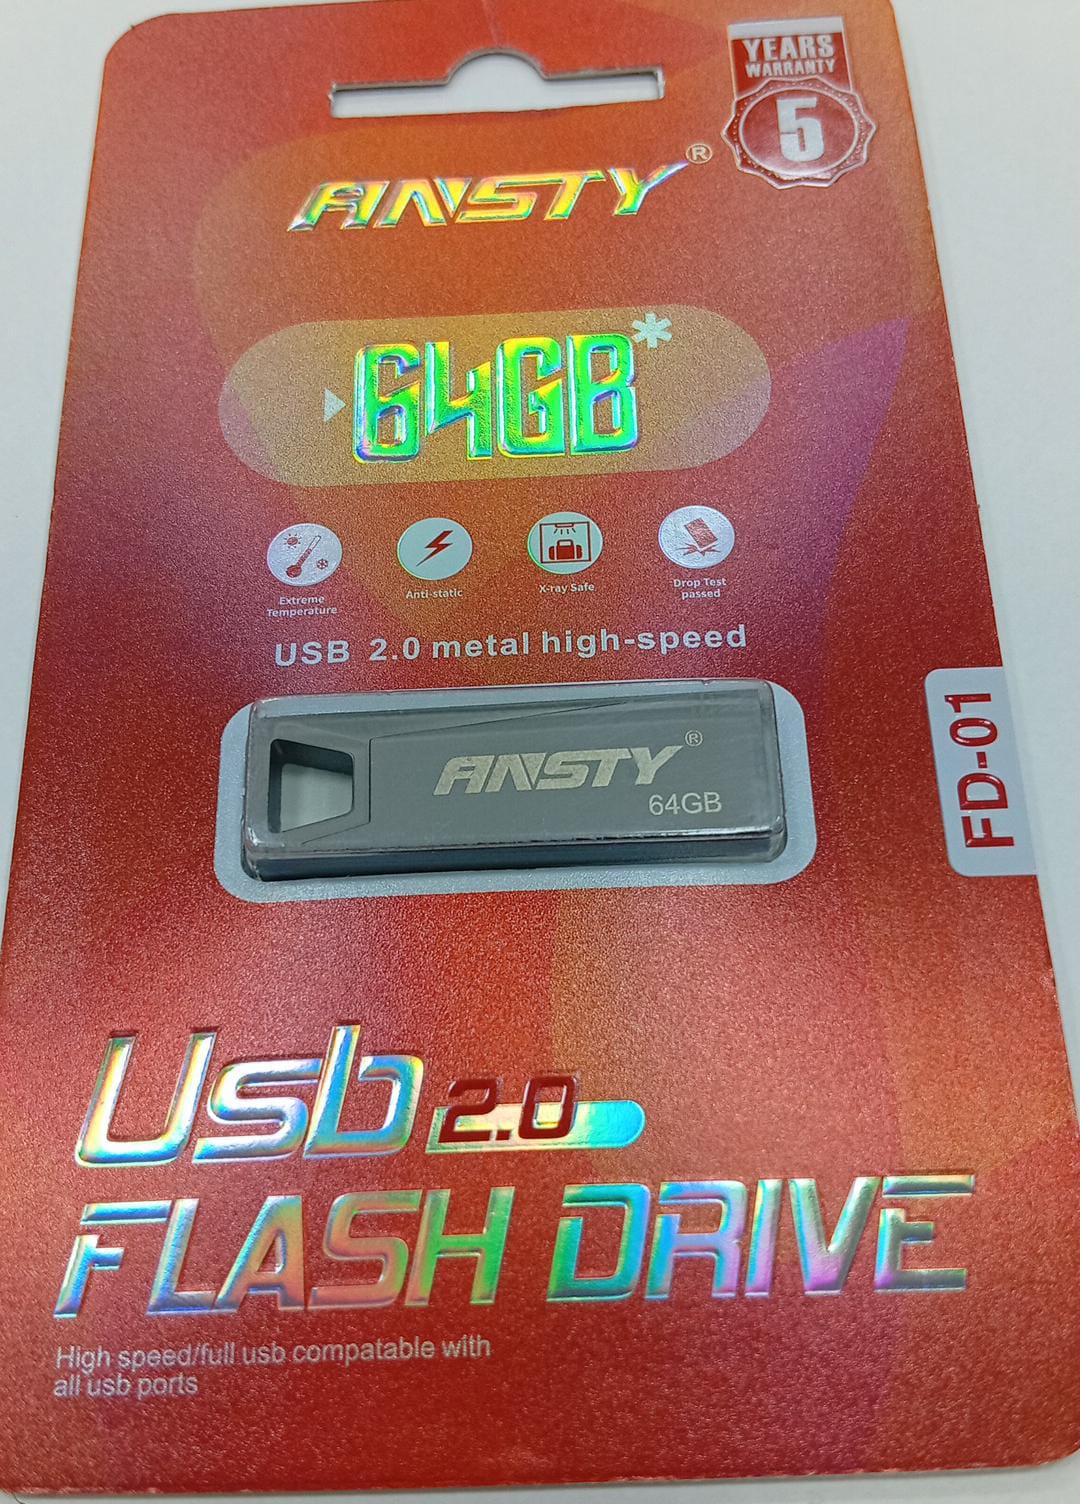 YEARS
WARRANTY
5
ANSTY®
64GB*
Extreme
Temperature
Anti-static
X-ray Safe
Drop Test
passed
USB 2.0 metal high-speed
ANSTY®
64GB
FD-01
Usb 2.0
FLASH DRIVE
High speed/full usb compatable with
all usb ports